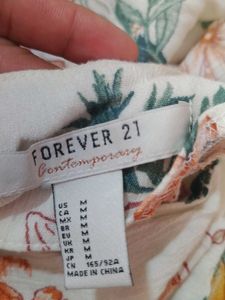 FOREVER 21
Contemporary
US M
CA M
MX M
BR M
EU M
UK M
KR M
JP M
CN 165/92A
MADE IN CHINA